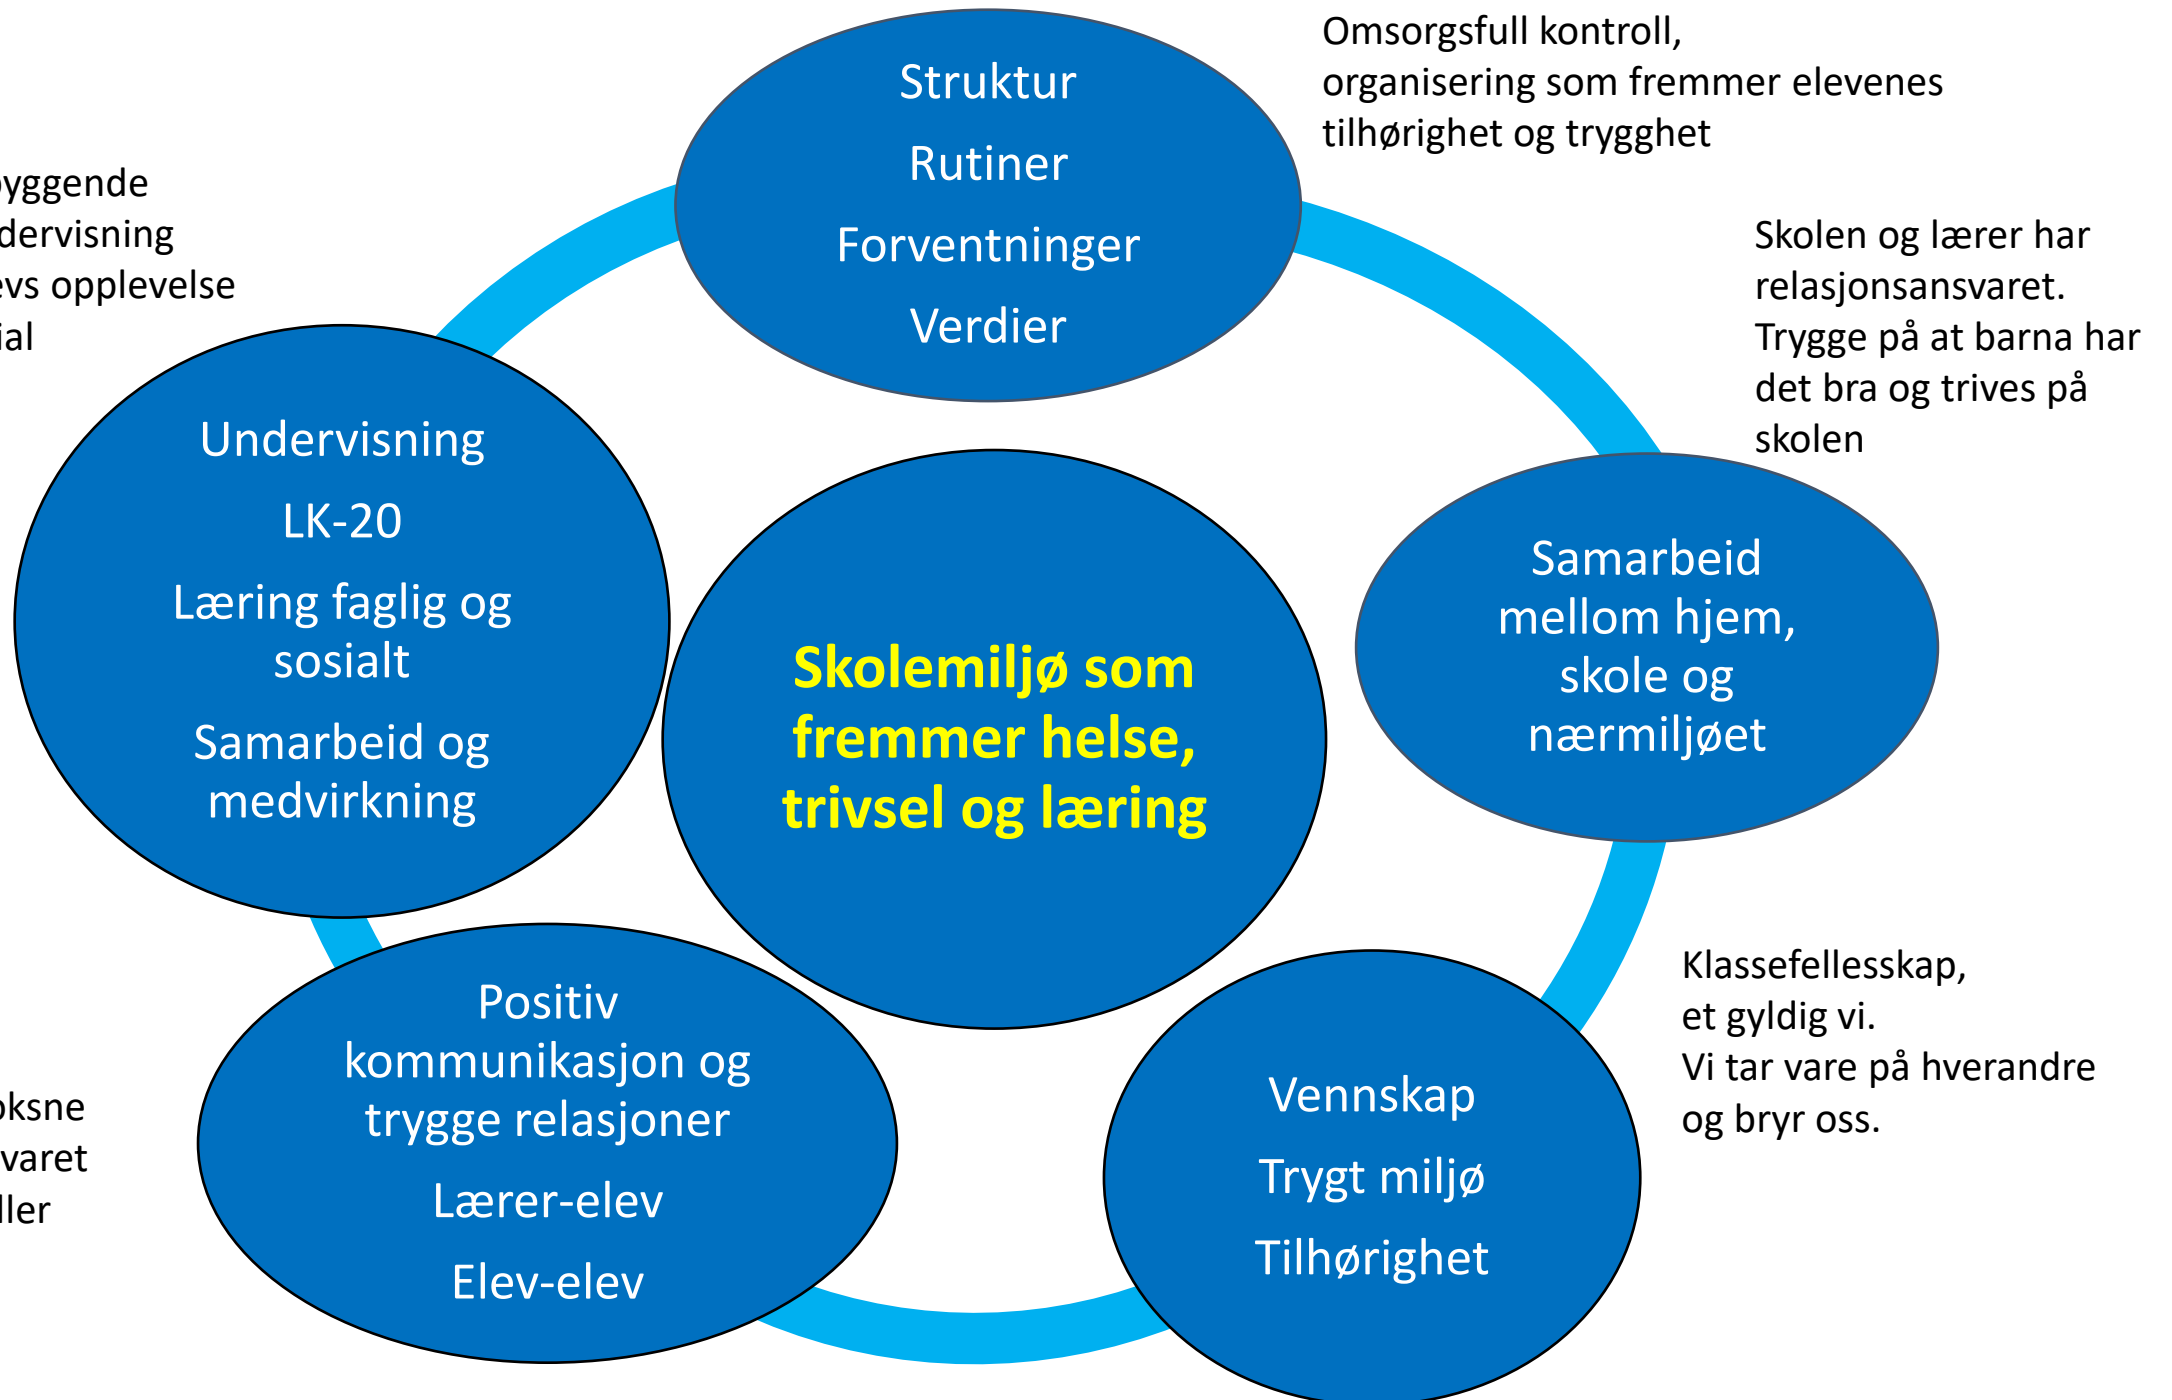 Struktur
Rutiner
Forventninger
Verdier
Omsorgsfull kontroll,
organisering som fremmer elevenes
tilhørighet og trygghet
Skolen og lærer har
relasjonsansvaret.
Trygge på at barna har
det bra og trives på
skolen
Samarbeid
mellom hjem,
skole og
nærmiljøet
Klassefellesskap,
et gyldig vi.
Vi tar vare på hverandre
og bryr oss.
Vennskap
Trygt miljø
Tilhørighet
Positiv
kommunikasjon og
trygge relasjoner
Lærer-elev
Elev-elev
Undervisning
LK-20
Læring faglig og
sosialt
Samarbeid og
medvirkning
opplevelse
Skolemiljø som
fremmer helse,
trivsel og læring